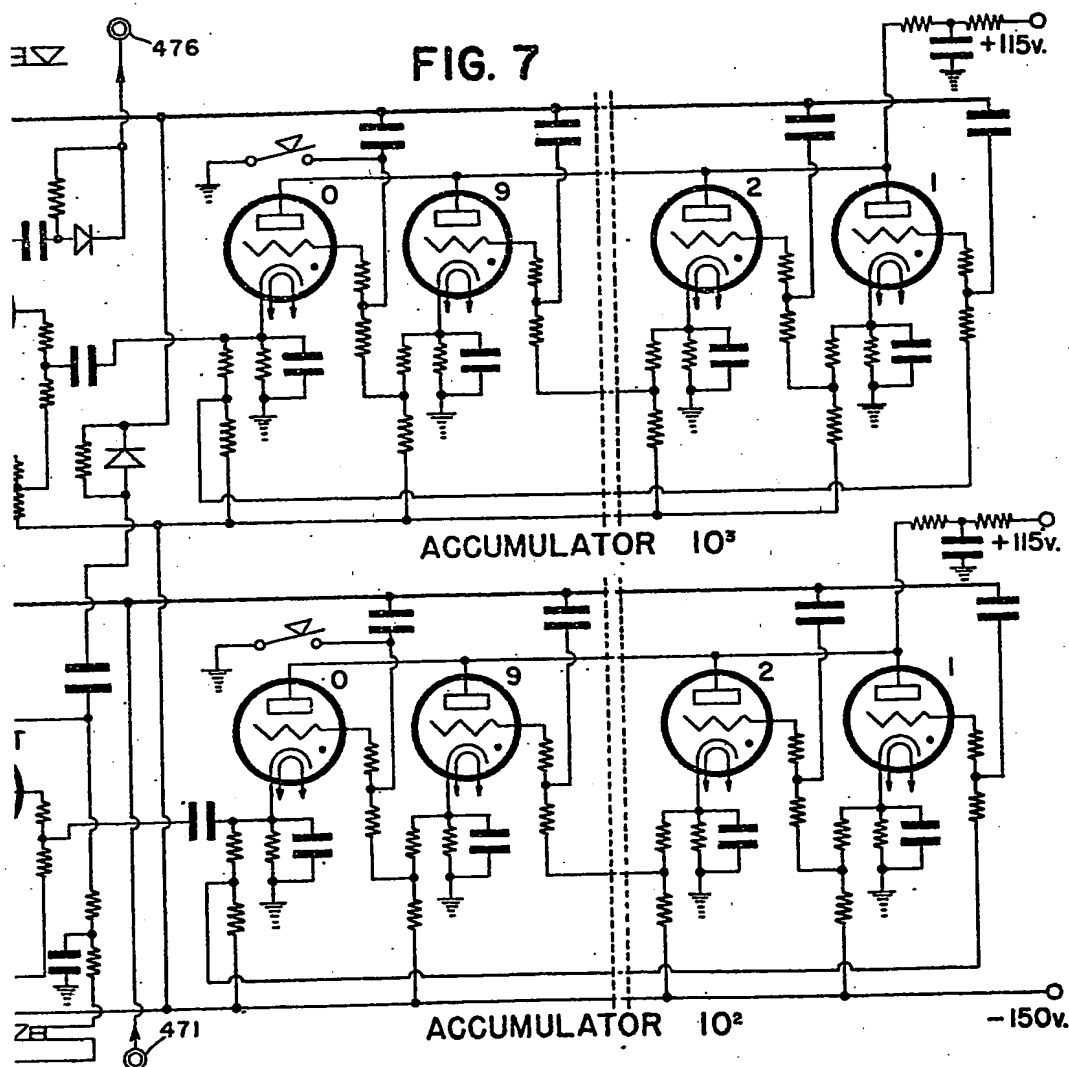 476
FIG. 7
+115v.
0
9
2
1
ACCUMULATOR 10³
+115v.
0
9
2
1
ACCUMULATOR 10²
-150v.
471